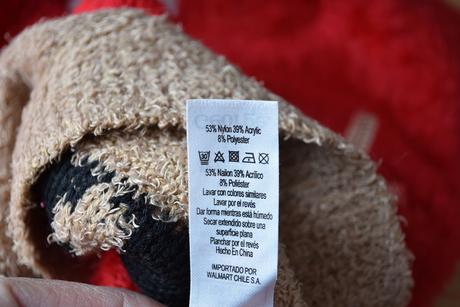 53% Nylon 39% Acrylic
8% Polyester
30
53% Nailon 39% Acrílico
8% Poliéster
Lavar con colores similares
Lavar por el revés
Dar forma mientras está húmedo
Secar extendido sobre una
superficie plana
Planchar por el revés
Hecho En China
IMPORTADO POR
WALMART CHILE S.A.